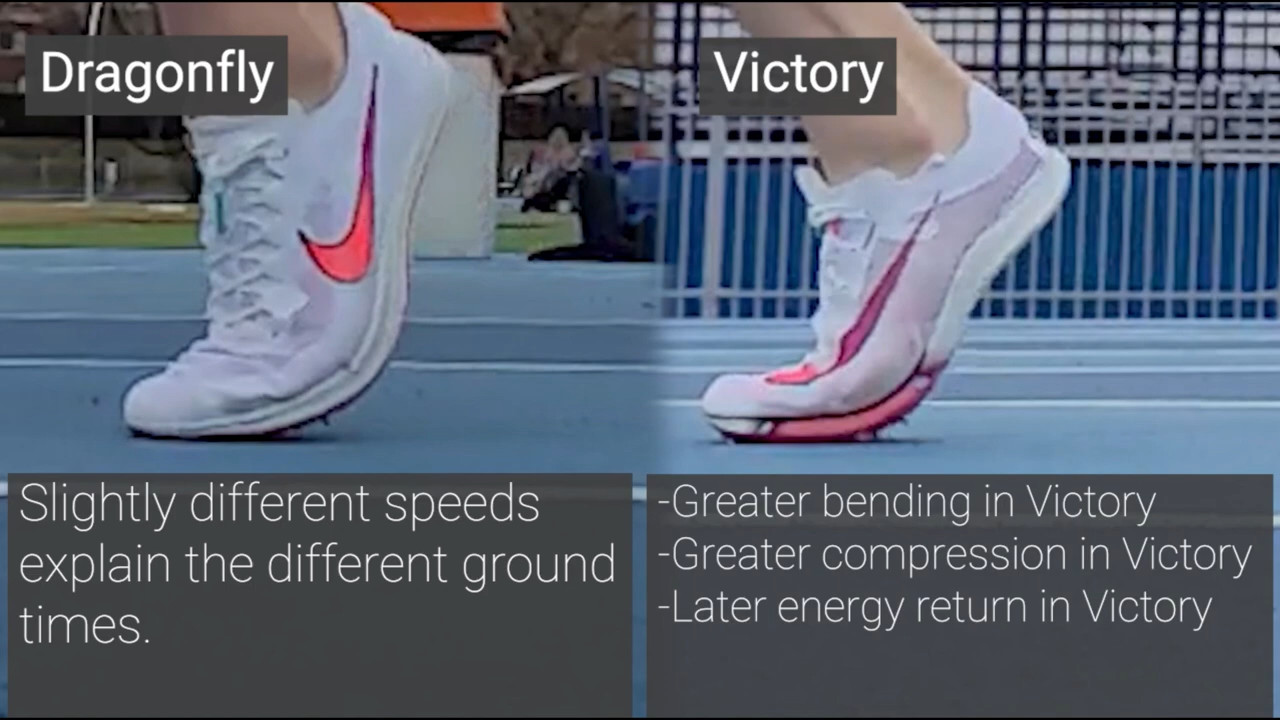 Dragonfly
Victory
Slightly different speeds
explain the different ground
times.
-Greater bending in Victory
-Greater compression in Victory
-Later energy return in Victory